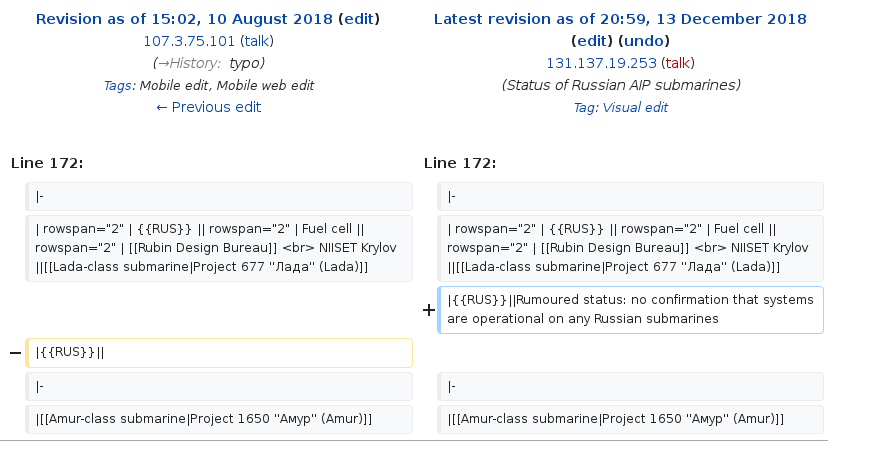 Revision as of 15:02, 10 August 2018 (edit)
107.3.75.101 (talk)
(→History: typo)
Tags: Mobile edit, Mobile web edit
← Previous edit
Latest revision as of 20:59, 13 December 2018
(edit) (undo)
131.137.19.253 (talk)
(Status of Russian AIP submarines)
Tag: Visual edit
Line 172:
Line 172:
|-
|-
| rowspan="2" | {{RUS}} || rowspan="2" | Fuel cell ||
rowspan="2" | [[Rubin Design Bureau]] <br> NIISET Krylov
||[[Lada-class submarine|Project 677 "Лада" (Lada)]]
| rowspan="2" | {{RUS}} || rowspan="2" | Fuel cell ||
rowspan="2" | [[Rubin Design Bureau]] <br> NIISET Krylov
||[[Lada-class submarine|Project 677 "Лада" (Lada)]]
+ |{{RUS}}||Rumoured status: no confirmation that systems
are operational on any Russian submarines
− |{{RUS}}||
|-
|-
|[[Amur-class submarine|Project 1650 "Амур" (Amur)]]
|[[Amur-class submarine|Project 1650 "Амур" (Amur)]]